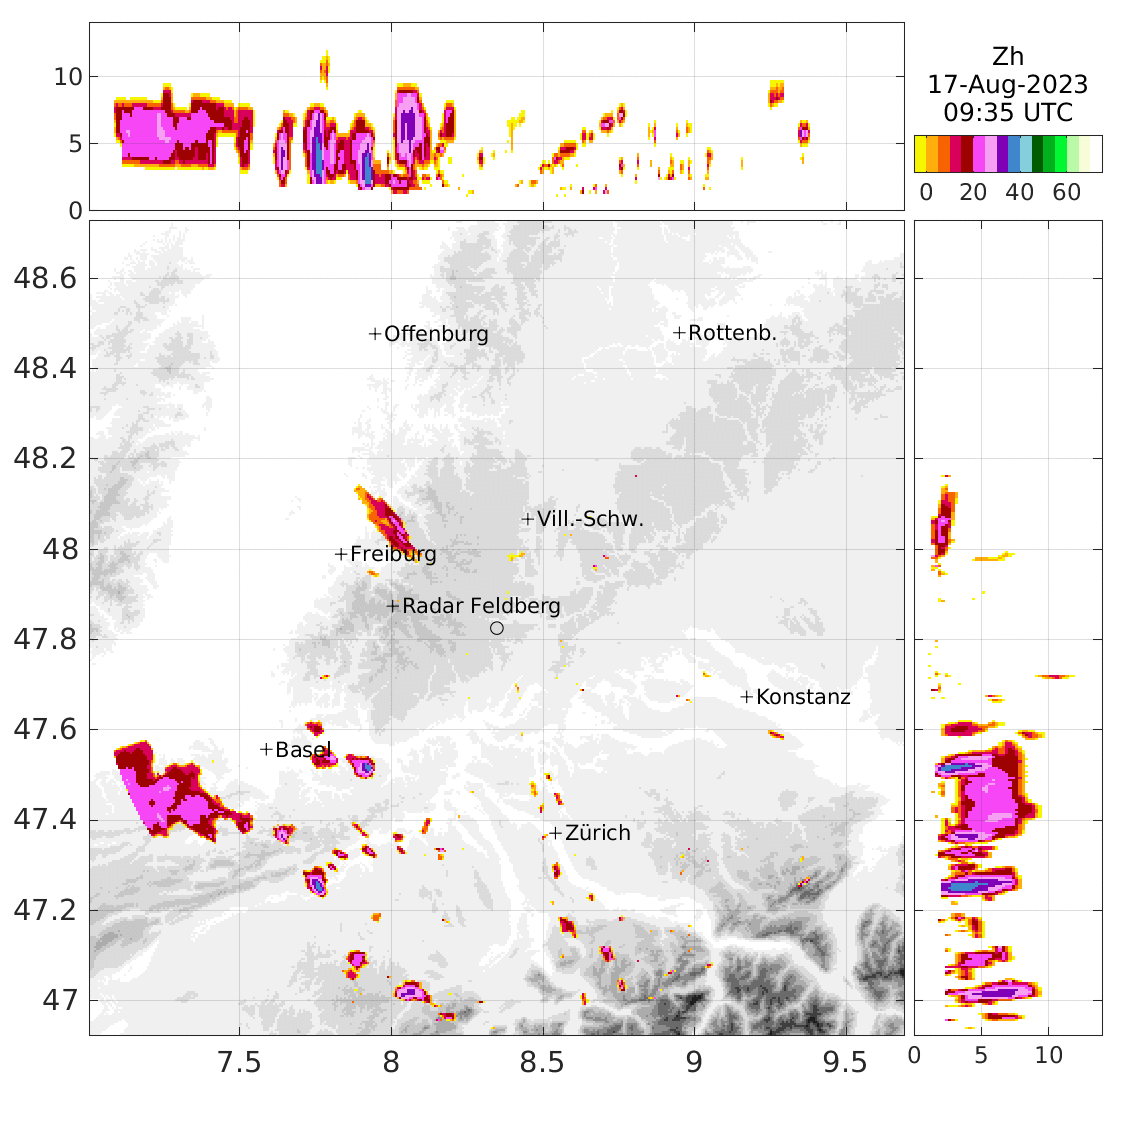 10
5
0
Zh
17-Aug-2023
09:35 UTC
0 20 40 60
48.6
48.4
48.2
48
47.8
47.6
47.4
47.2
47
+Offenburg
+Rottenb.
+Vill.-Schw.
+Freiburg
+Radar Feldberg
+Konstanz
+Basel
+Zürich
7.5 8 8.5 9 9.5
0 5 10